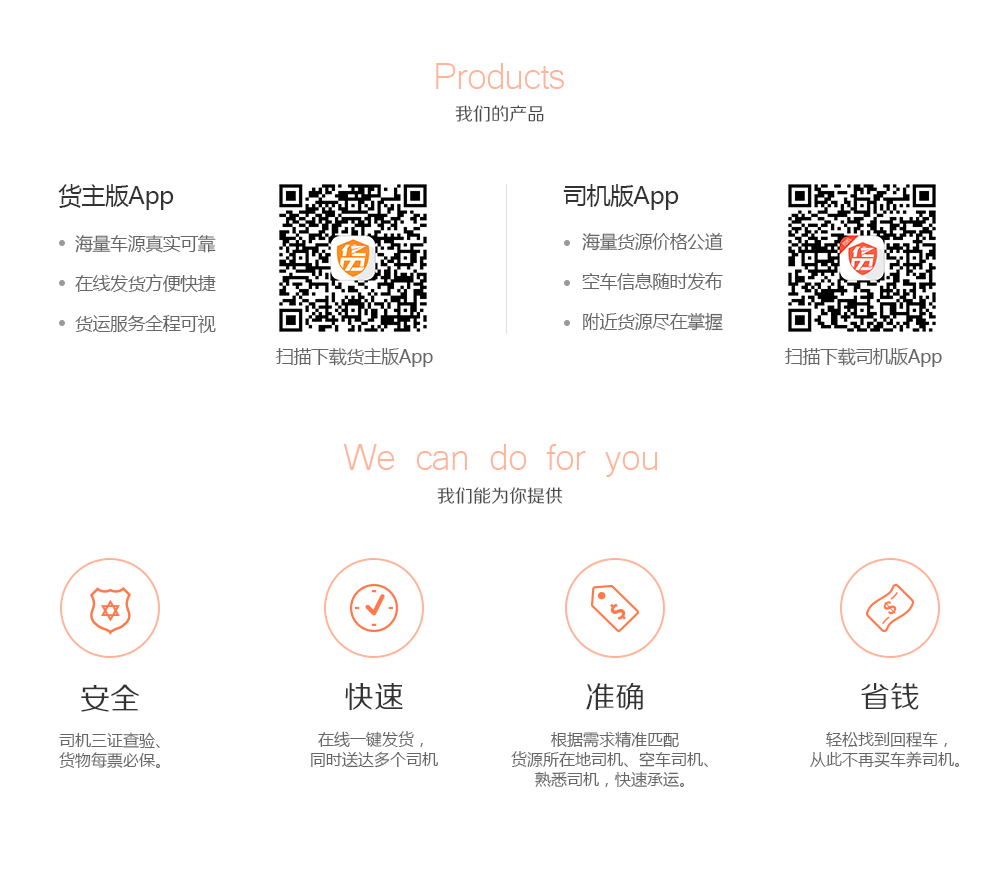 Products
我们的产品
货主版App
海量车源真实可靠
在线发货方便快捷
货运服务全程可视
货
扫描下载货主版App
司机版App
海量货源价格公道
空车信息随时发布
附近货源尽在掌握
货
扫描下载司机版App
We can do for you
我们能为你提供
安全
司机三证查验、
货物每票必保。
快速
在线一键发货，
同时送达多个司机
$
准确
根据需求精准匹配
货源所在地司机、空车司机、
熟悉司机，快速承运。
$
省钱
轻松找到回程车，
从此不再买车养司机。